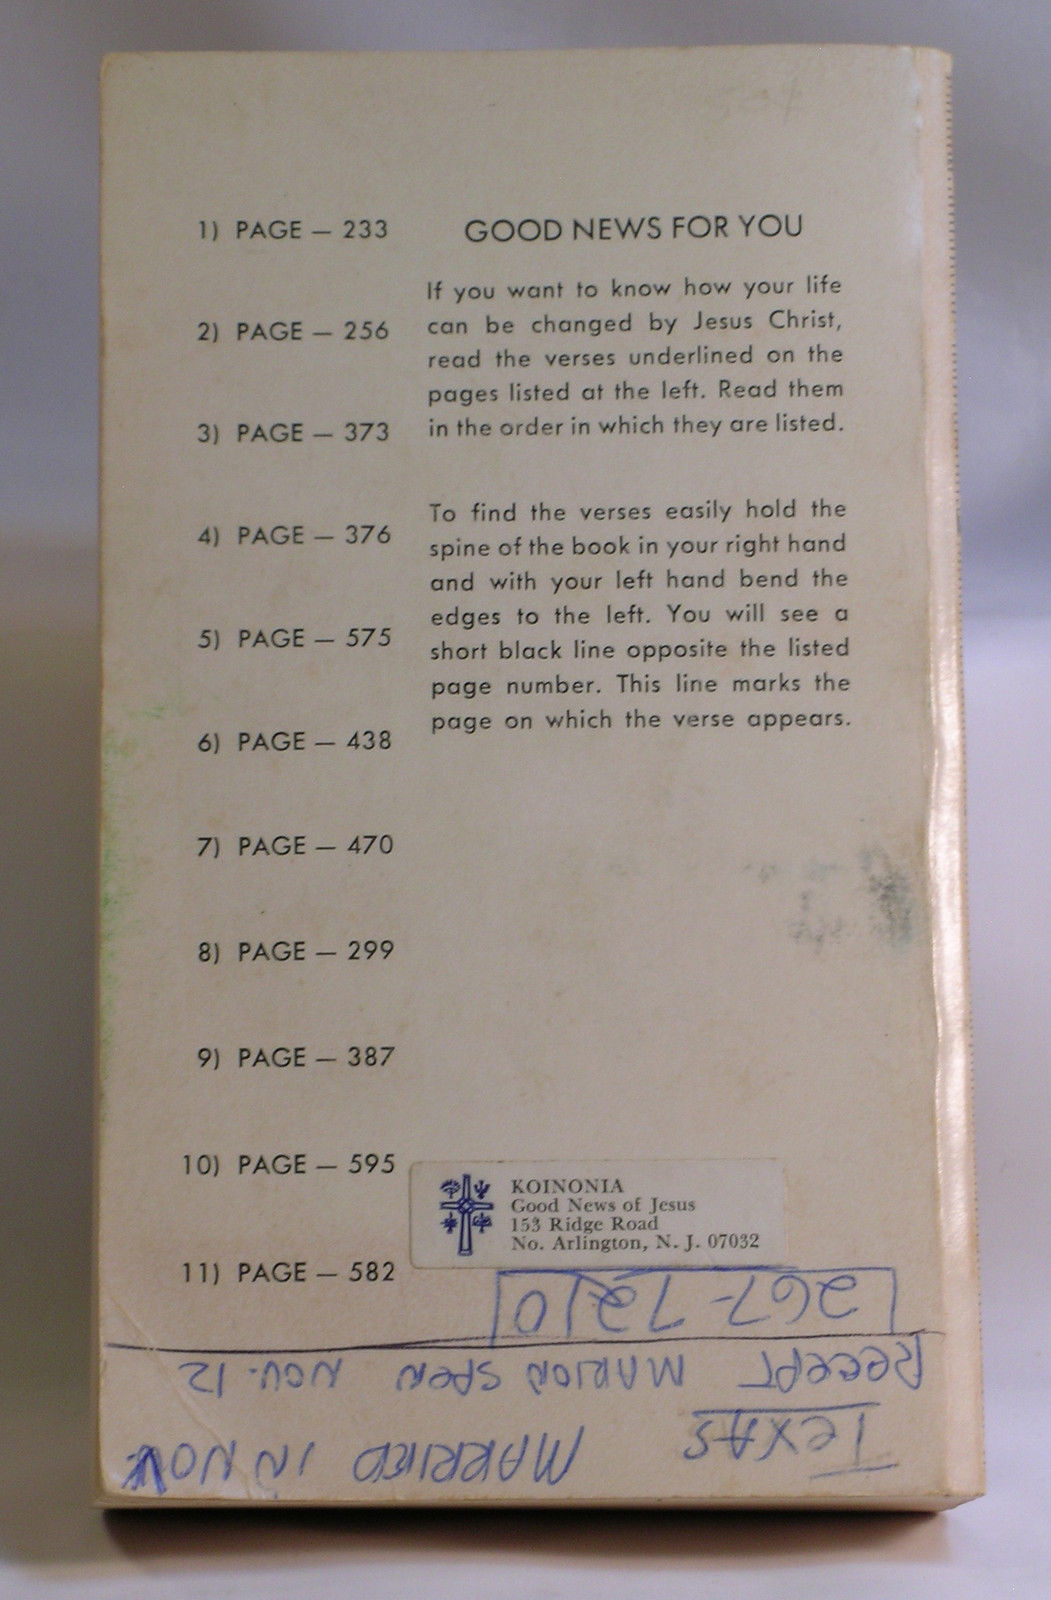 1) PAGE — 233
2) PAGE — 256
3) PAGE — 373
4) PAGE — 376
5) PAGE — 575
6) PAGE — 438
7) PAGE — 470
8) PAGE — 299
9) PAGE — 387
10) PAGE — 595
11) PAGE — 582
GOOD NEWS FOR YOU
If you want to know how your life
can be changed by Jesus Christ,
read the verses underlined on the
pages listed at the left. Read them
in the order in which they are listed.
To find the verses easily hold the
spine of the book in your right hand
and with your left hand bend the
edges to the left. You will see a
short black line opposite the listed
page number. This line marks the
page on which the verse appears.
KOINONIA
Good News of Jesus
153 Ridge Road
No. Arlington, N. J. 07032
TEXAS MARRIED IN NOV
MARION NOV. 12
267-7210